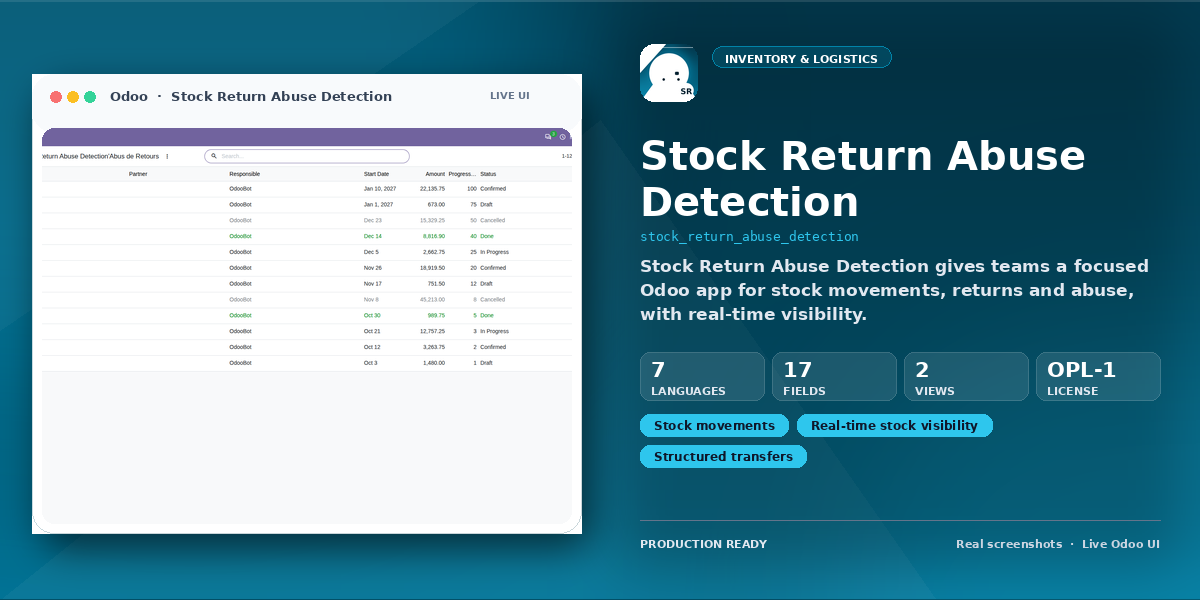 Odoo · Stock Return Abuse Detection
LIVE UI
eturn Abuse Detection'Abus de Retours
Search...
1-12
Partner Responsible Start Date Amount Progress... Status
OdooBot Jan 10, 2027 22,135.75 100 Confirmed
OdooBot Jan 1, 2027 673.00 75 Draft
OdooBot Dec 23 15,329.25 50 Cancelled
OdooBot Dec 14 8,816.90 40 Done
OdooBot Dec 5 2,662.75 25 In Progress
OdooBot Nov 26 18,919.50 20 Confirmed
OdooBot Nov 17 751.50 12 Draft
OdooBot Nov 8 45,213.00 8 Cancelled
OdooBot Oct 30 989.75 5 Done
OdooBot Oct 21 12,757.25 3 In Progress
OdooBot Oct 12 3,263.75 2 Confirmed
OdooBot Oct 3 1,480.00 1 Draft
SR
INVENTORY & LOGISTICS
Stock Return Abuse
Detection
stock_return_abuse_detection
Stock Return Abuse Detection gives teams a focused
Odoo app for stock movements, returns and abuse,
with real-time visibility.
7
LANGUAGES
17
FIELDS
2
VIEWS
OPL-1
LICENSE
Stock movements
Real-time stock visibility
Structured transfers
PRODUCTION READY
Real screenshots · Live Odoo UI